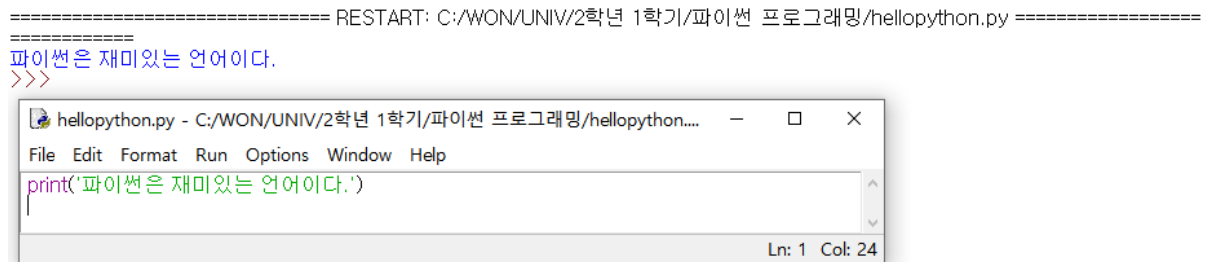 ============================== RESTART: C:/WON/UNIV/2학년 1학기/파이썬 프로그래밍/hellopython.py ==================
============
파이썬은 재미있는 언어이다.
>>>
hellopython.py - C:/WON/UNIV/2학년 1학기/파이썬 프로그래밍/hellopython....
File Edit Format Run Options Window Help
print('파이썬은 재미있는 언어이다.')
Ln: 1 Col: 24